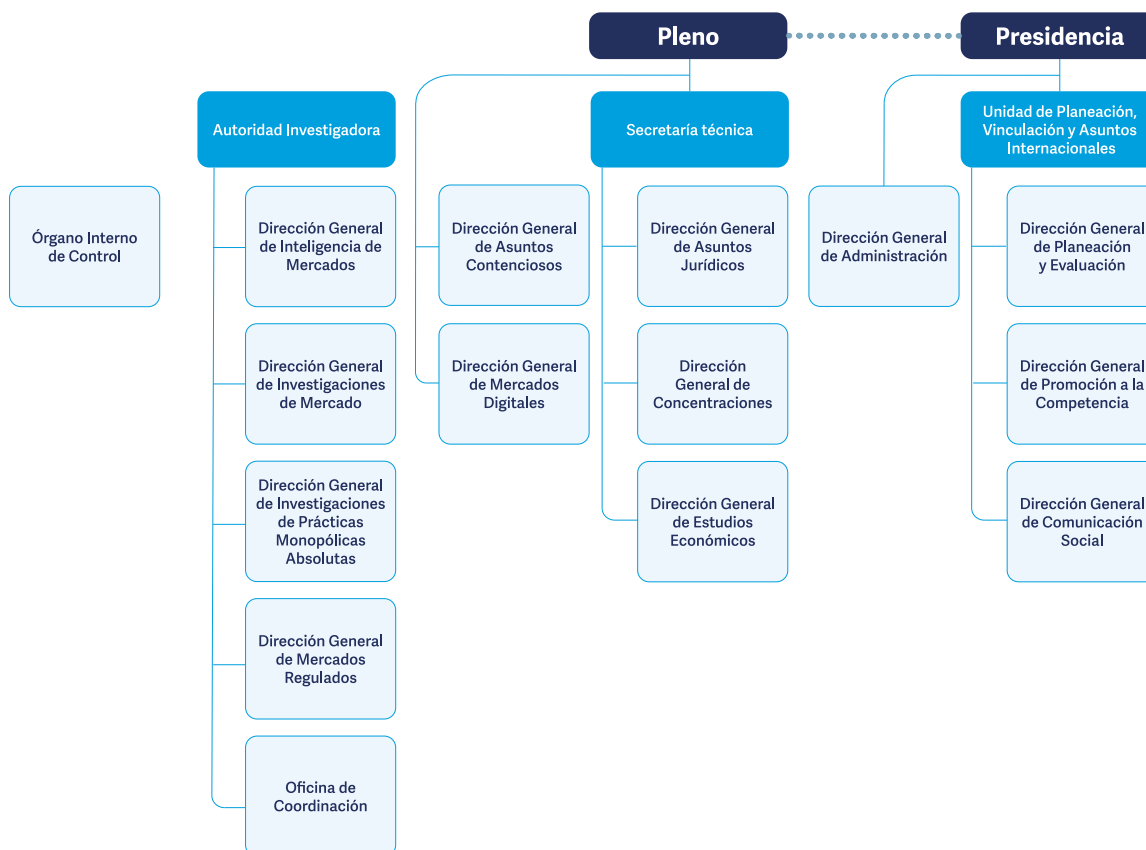 Pleno
Presidencia
Autoridad Investigadora
Secretaría técnica
Unidad de Planeación,
Vinculación y Asuntos
Internacionales
Órgano Interno
de Control
Dirección General
de Inteligencia de
Mercados
Dirección General
de Asuntos
Contenciosos
Dirección General
de Asuntos
Jurídicos
Dirección General
de Administración
Dirección General
de Planeación
y Evaluación
Dirección General
de Investigaciones
de Mercado
Dirección General
de Mercados
Digitales
Dirección
General de
Concentraciones
Dirección General
de Promoción a la
Competencia
Dirección General
de Investigaciones
de Prácticas
Monopólicas
Absolutas
Dirección General
de Estudios
Económicos
Dirección General
de Comunicación
Social
Dirección General
de Mercados
Regulados
Oficina de
Coordinación